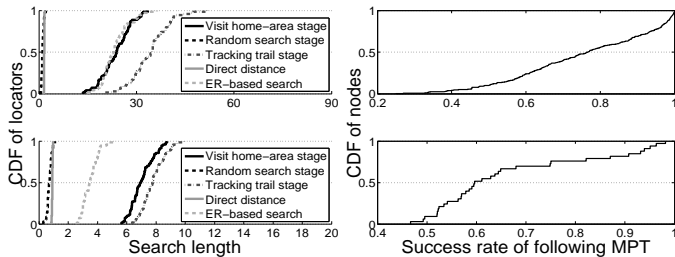 CDF of locators
1
0.5
0
0 30 60 90
Visit home−area stage
Random search stage
Tracking trail stage
Direct distance
ER−based search
1
0.5
0
0 2 4 6 8 10 12 14 16 18 20
Visit home−area stage
Random search stage
Tracking trail stage
Direct distance
ER−based search
Search length
CDF of nodes
1
0.5
0
0.2 0.4 0.6 0.8 1
1
0.5
0
0.4 0.5 0.6 0.7 0.8 0.9 1
Success rate of following MPT